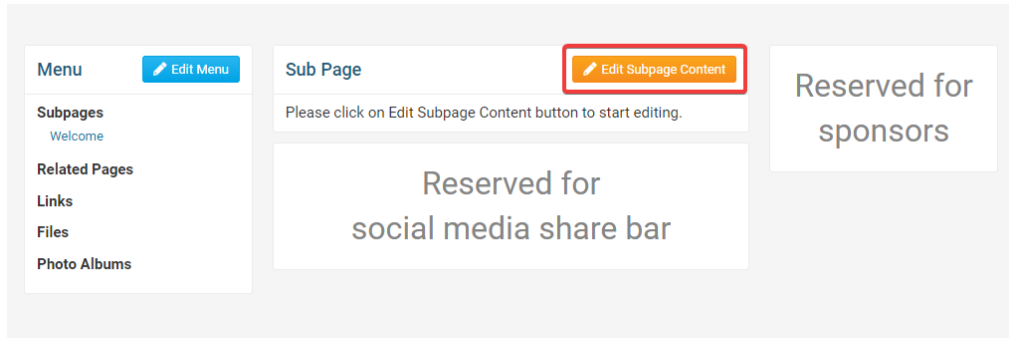 Menu
Edit Menu
Subpages
Welcome
Related Pages
Links
Files
Photo Albums
Sub Page
Edit Subpage Content
Please click on Edit Subpage Content button to start editing.
Reserved for
social media share bar
Reserved for
sponsors